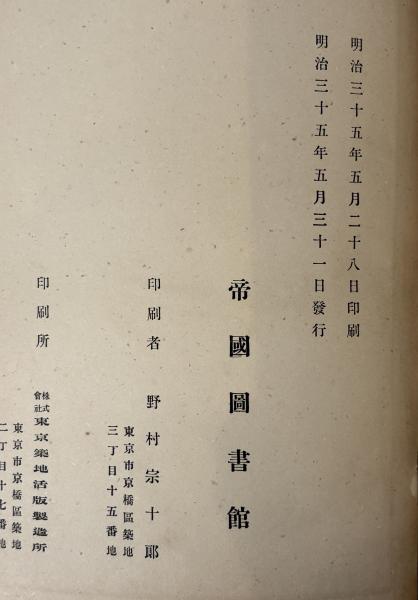 明治三十五年五月二十八日印刷
明治三十五年五月三十一日發行
帝國圖書館
印刷者 野村宗十郞
東京市京橋區築地
三丁目十五番地
印刷所 株式會社東京築地活版製造所
東京市京橋區築地
二丁目十七番地